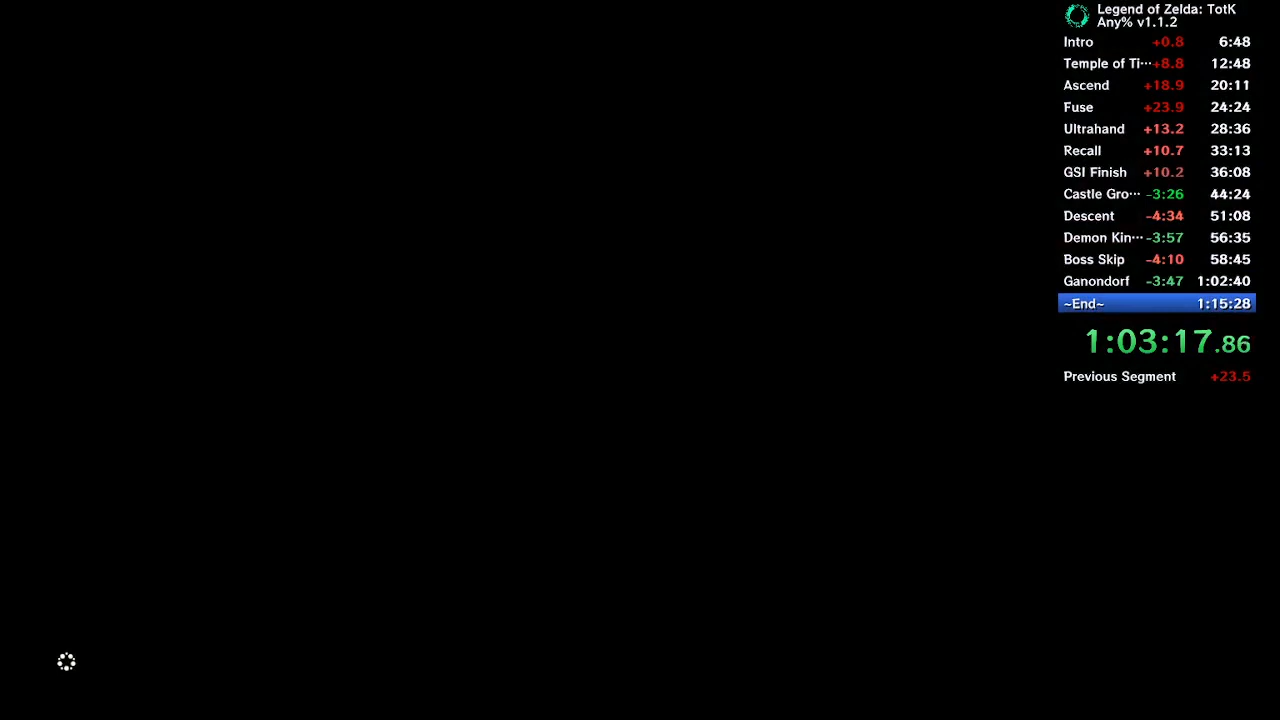 Legend of Zelda: TotK
Any% v1.1.2
Intro +0.8 6:48
Temple of Ti··· +8.8 12:48
Ascend +18.9 20:11
Fuse +23.9 24:24
Ultrahand +13.2 28:36
Recall +10.7 33:13
GSI Finish +10.2 36:08
Castle Gro··· -3:26 44:24
Descent -4:34 51:08
Demon Kin··· -3:57 56:35
Boss Skip -4:10 58:45
Ganondorf -3:47 1:02:40
~End~ 1:15:28
1:03:17.86
Previous Segment +23.5